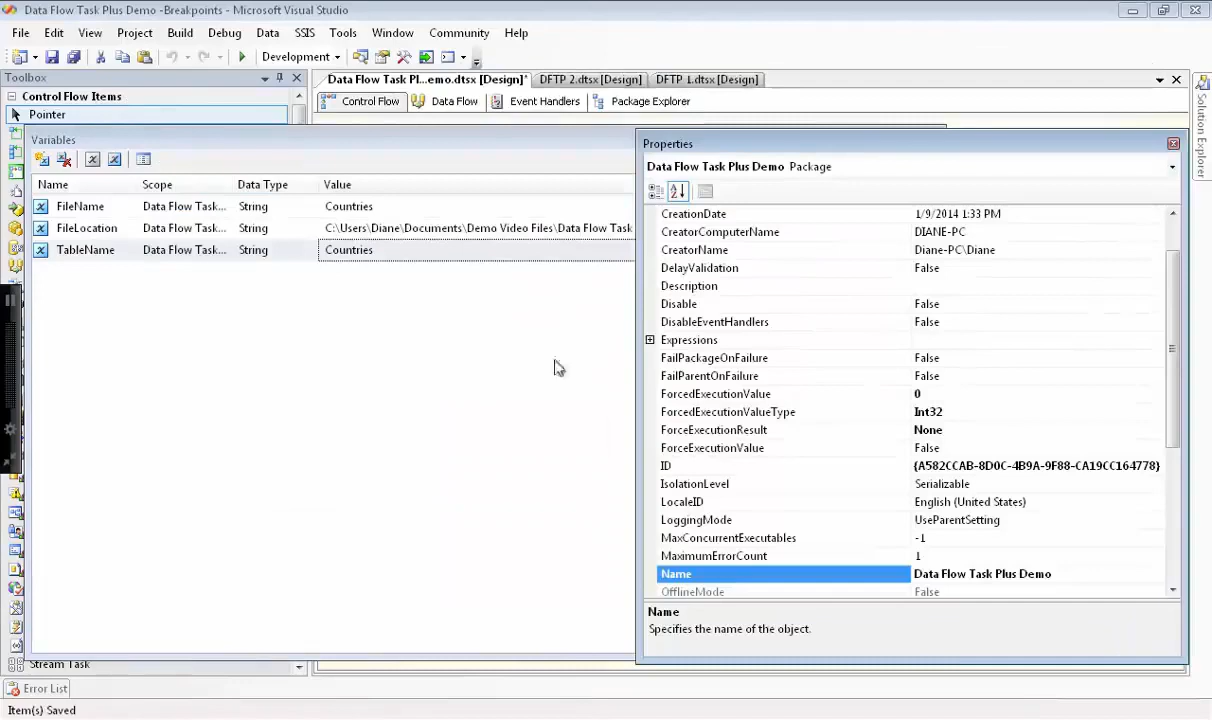 Data Flow Task Plus Demo -Breakpoints - Microsoft Visual Studio
File Edit View Project Build Debug Data SSIS Tools Window Community Help
Development
Toolbox
Data Flow Task Pl...emo.dtsx [Design]* DFTP 2.dtsx [Design] DFTP 1.dtsx [Design]
Control Flow Items
Control Flow Data Flow Event Handlers Package Explorer
Pointer
Solution Explorer
Variables
Name Scope Data Type Value
FileName Data Flow Task... String Countries
FileLocation Data Flow Task... String C:\Users\Diane\Documents\Demo Video Files\Data Flow Task
TableName Data Flow Task... String Countries
Properties
Data Flow Task Plus Demo Package
CreationDate 1/9/2014 1:33 PM
CreatorComputerName DIANE-PC
CreatorName Diane-PC\Diane
DelayValidation False
Description
Disable False
DisableEventHandlers False
Expressions
FailPackageOnFailure False
FailParentOnFailure False
ForcedExecutionValue 0
ForcedExecutionValueType Int32
ForceExecutionResult None
ForceExecutionValue False
ID {A582CCAB-8D0C-4B9A-9F88-CA19CC164778}
IsolationLevel Serializable
LocaleID English (United States)
LoggingMode UseParentSetting
MaxConcurrentExecutables -1
MaximumErrorCount 1
Name Data Flow Task Plus Demo
OfflineMode False
Name
Specifies the name of the object.
Stream Task
Error List
Item(s) Saved